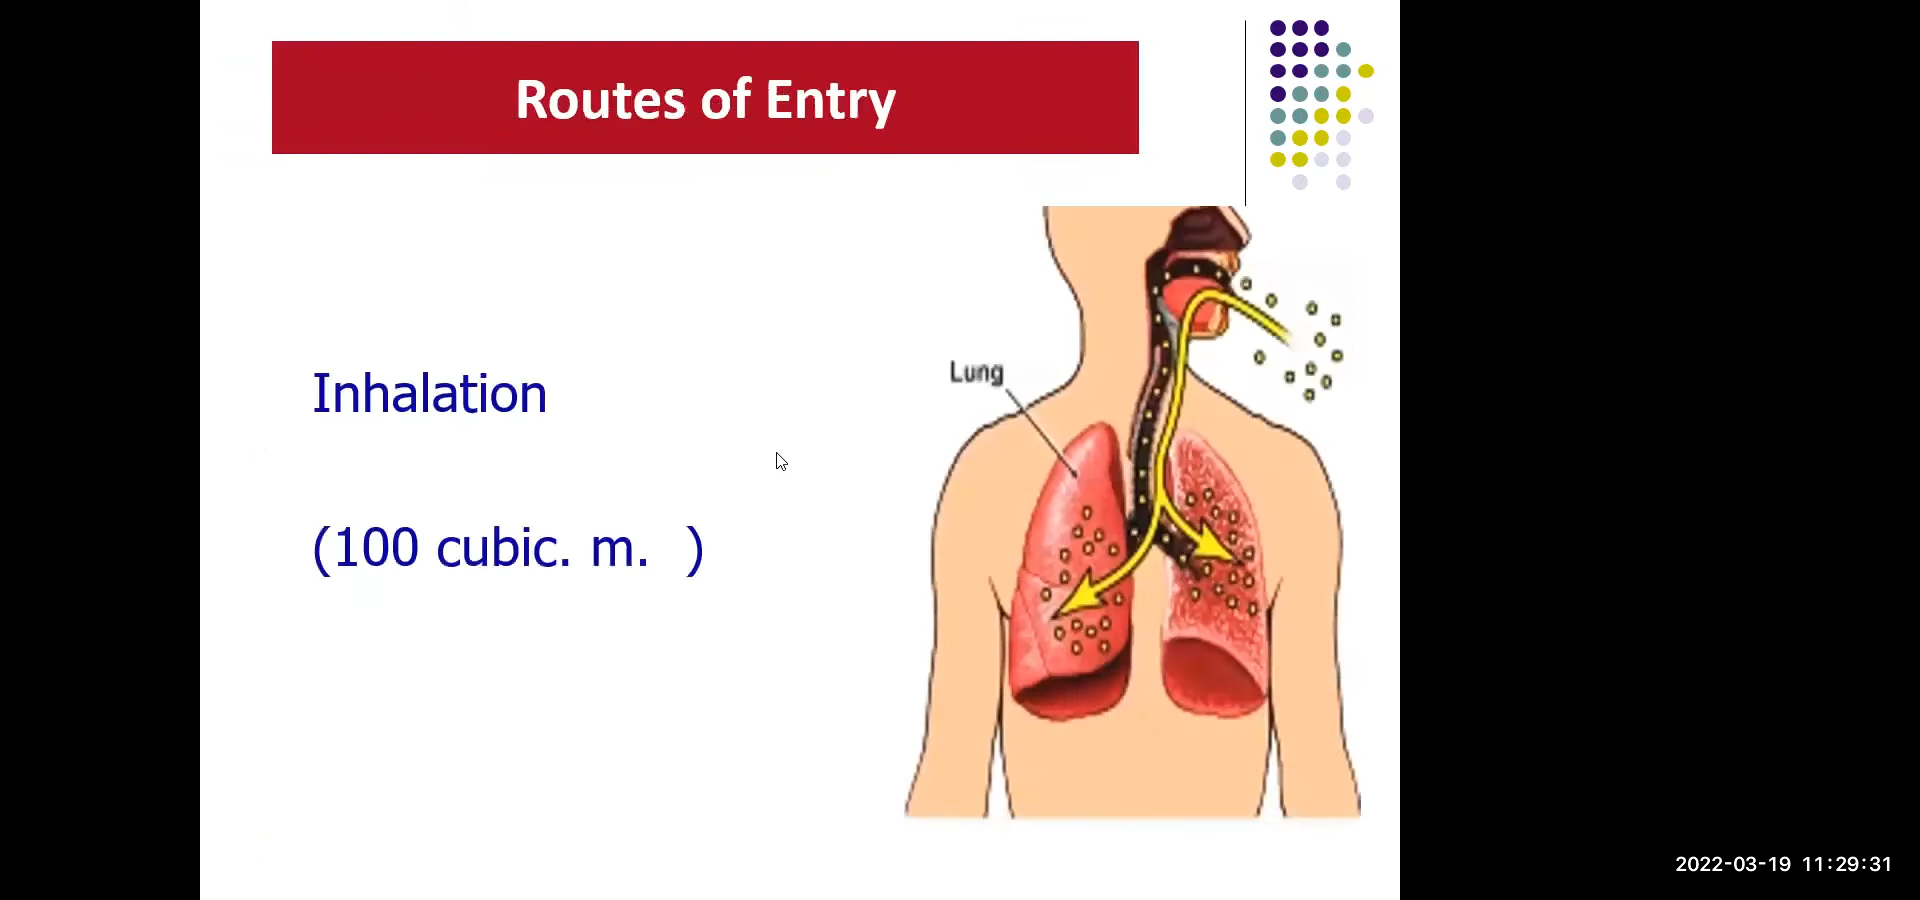 Routes of Entry
Lung
Inhalation
(100 cubic. m.  )
2022-03-19 11:29:31